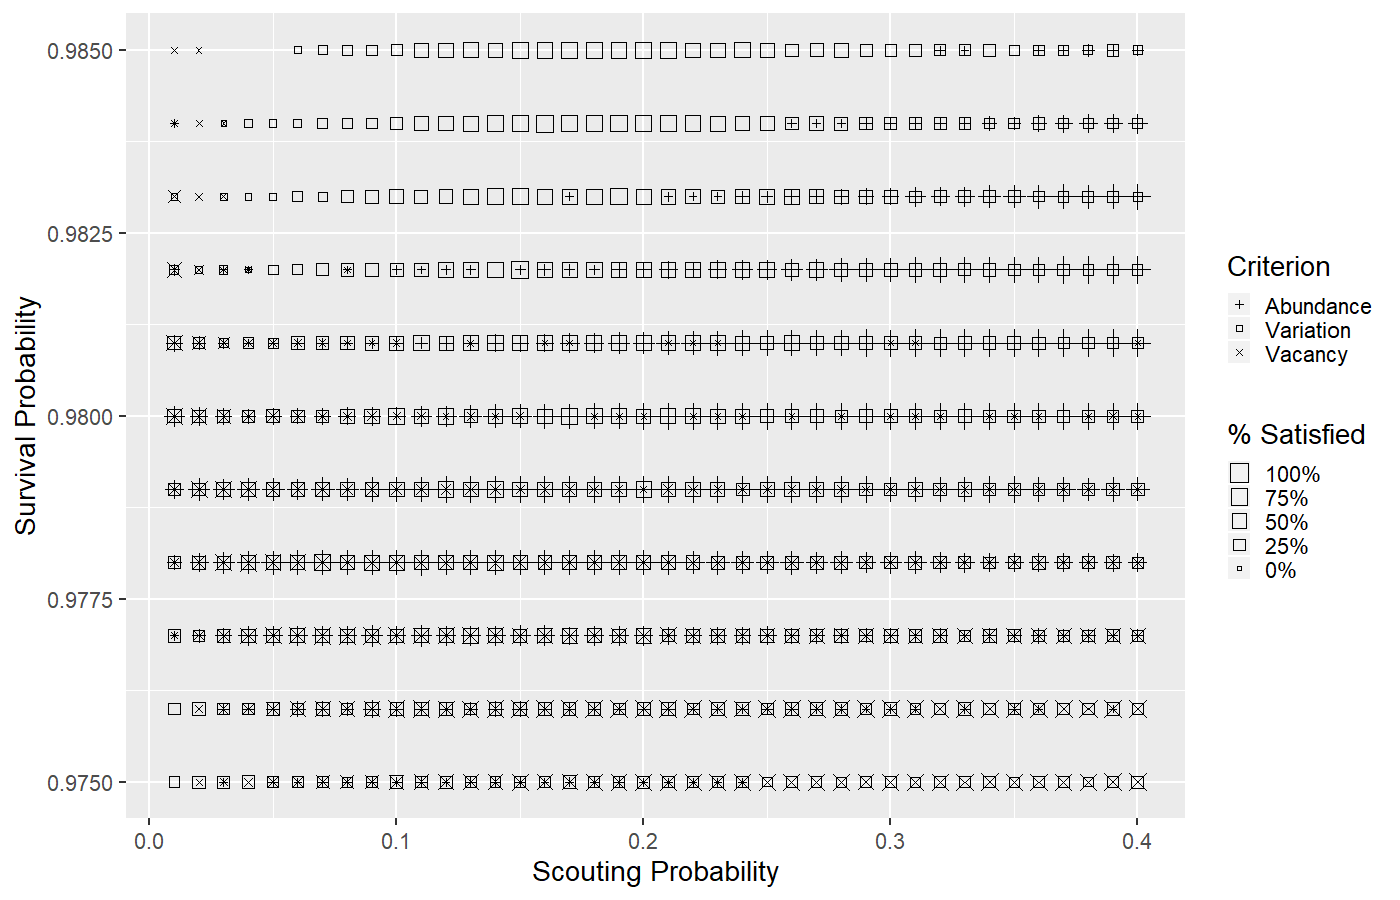 0.9850
0.9825
0.9800
0.9775
0.9750
Survival Probability
0.0
0.1
0.2
0.3
0.4
Scouting Probability
Criterion
Abundance
Variation
Vacancy
% Satisfied
100%
75%
50%
25%
0%